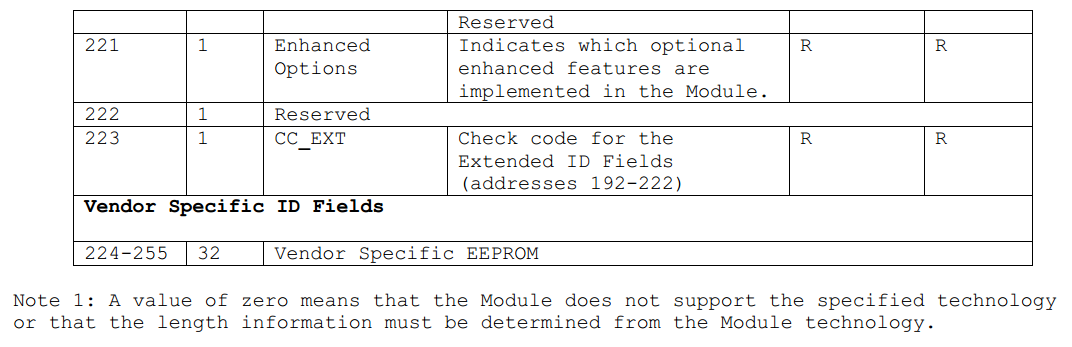 Reserved
221 1 Enhanced Indicates which optional R R
Options enhanced features are
implemented in the Module.
222 1 Reserved
223 1 CC_EXT Check code for the R R
Extended ID Fields
(addresses 192-222)
Vendor Specific ID Fields
224-255 32 Vendor Specific EEPROM
Note 1: A value of zero means that the Module does not support the specified technology
or that the length information must be determined from the Module technology.